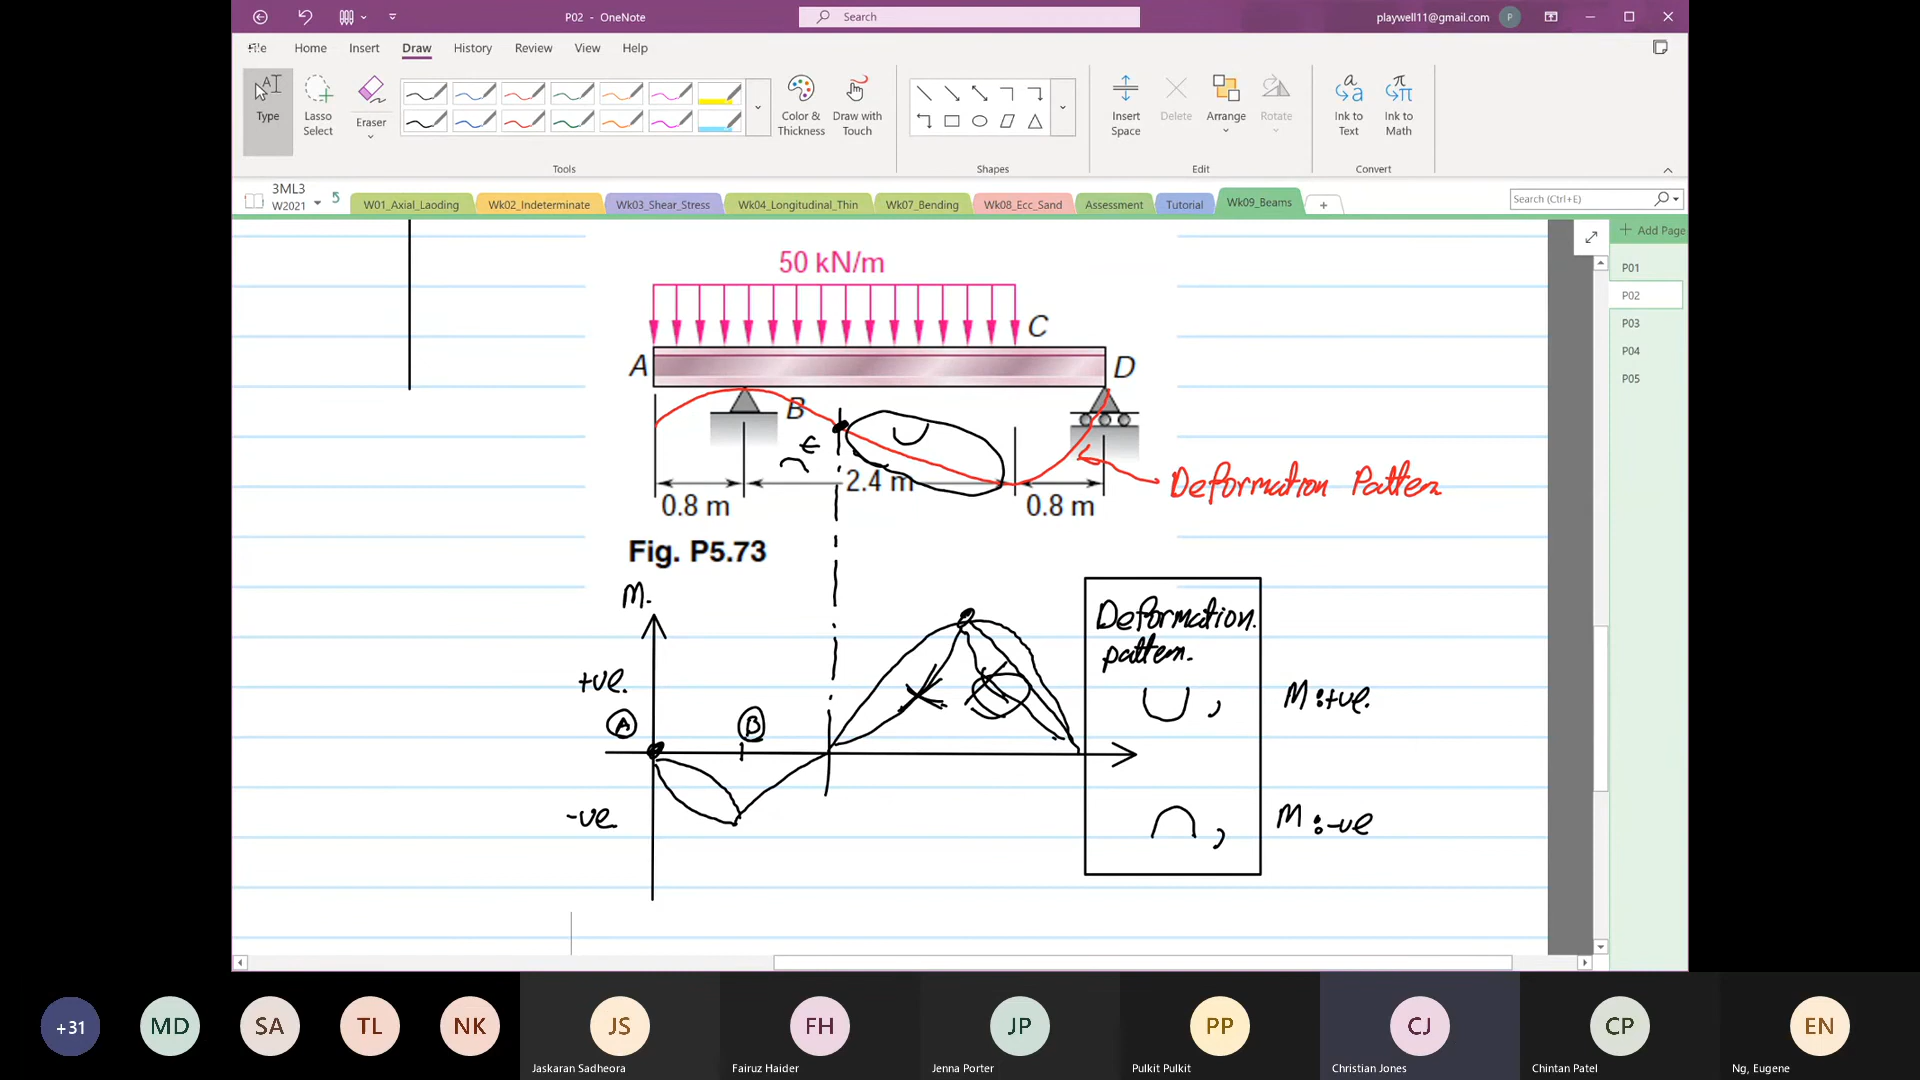 P02 - OneNote
Search
playwell11@gmail.com
P
File Home Insert Draw History Review View Help
Type
Lasso Select
Eraser
Color & Thickness
Draw with Touch
Insert Space
Delete
Arrange
Rotate
Ink to Text
Ink to Math
Tools
Shapes
Edit
Convert
3ML3 W2021
W01_Axial_Laoding
Wk02_Indeterminate
Wk03_Shear_Stress
Wk04_Longitudinal_Thin
Wk07_Bending
Wk08_Ecc_Sand
Assessment
Tutorial
Wk09_Beams
Search (Ctrl+E)
Add Page
P01
P02
P03
P04
P05
50 kN/m
C
A
D
B
2.4 m
Deformation Patter
0.8 m
0.8 m
Fig. P5.73
M.
Deformation.
pattern.
+ve.
M:+ve.
A
B
-ve
M:-ve
+31
MD
SA
TL
NK
JS
FH
JP
PP
CJ
CP
EN
Jaskaran Sadheora
Fairuz Haider
Jenna Porter
Pulkit Pulkit
Christian Jones
Chintan Patel
Ng, Eugene